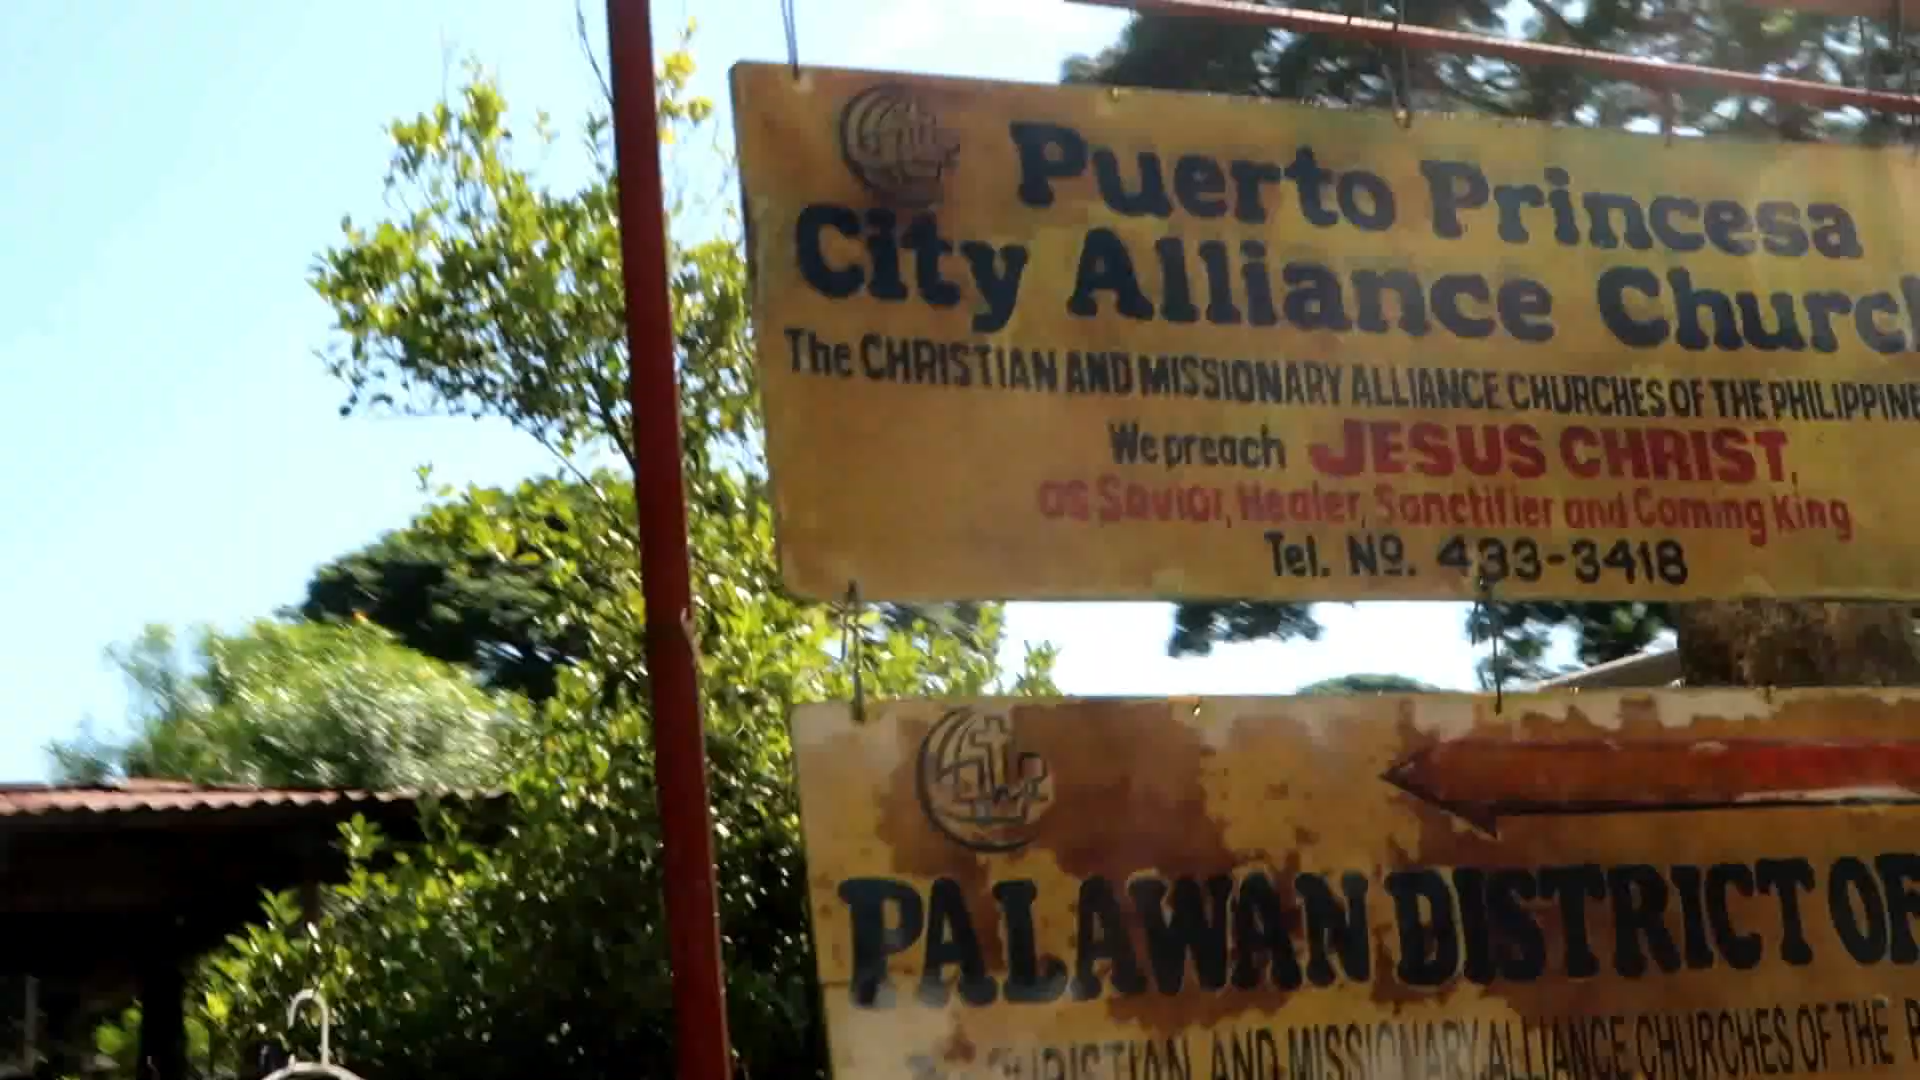 Puerto Princesa
City Alliance Church
The CHRISTIAN AND MISSIONARY ALLIANCE CHURCHES OF THE PHILIPPINE
We preach JESUS CHRIST,
as Savior, Healer, Sanctifier and Coming King
Tel. Nº. 433-3418
PALAWAN DISTRICT OF
CHRISTIAN AND MISSIONARY ALLIANCE CHURCHES OF THE